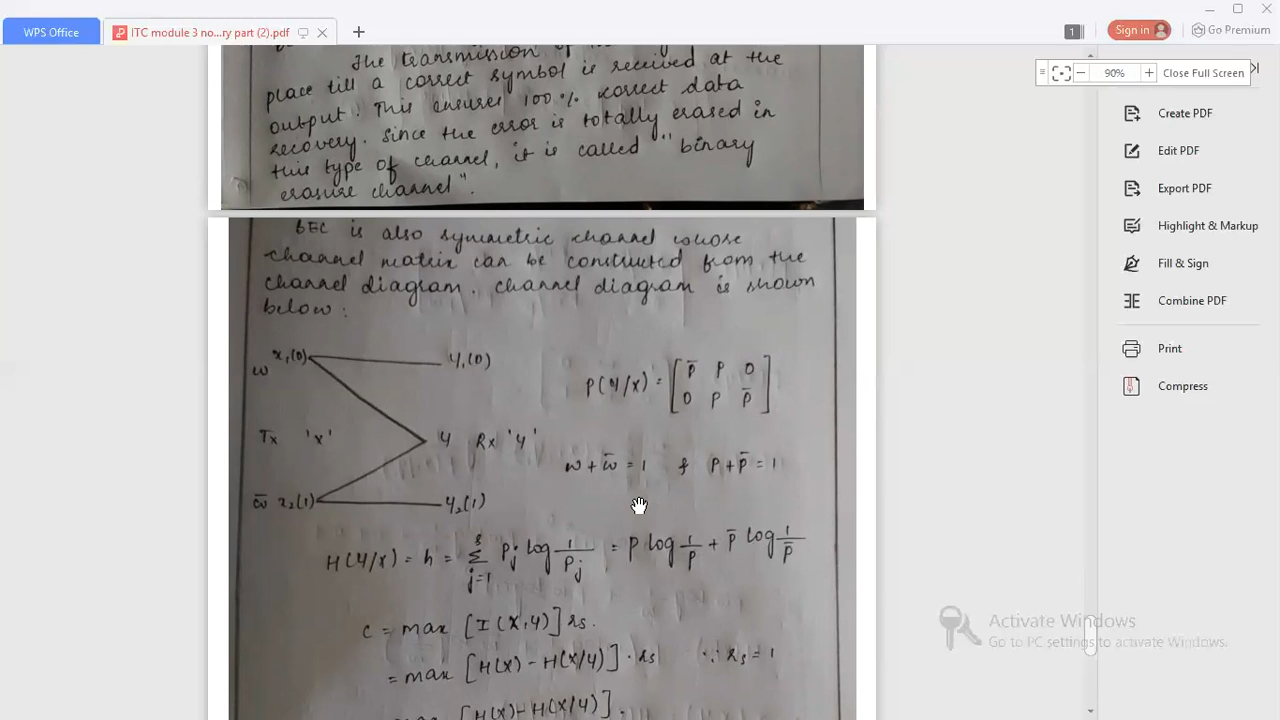 WPS Office
ITC module 3 no...ry part (2).pdf
1
Sign in
Go Premium
90%
Close Full Screen
The transmission of
place till a correct symbol is received at the
output. This ensures 100% correct data
recovery. Since the error is totally erased in
this type of channel, it is called "binary
erasure channel".
BEC is also symmetric channel whose
channel matrix can be constructed from the
channel diagram. channel diagram is shown
below:
x₁(0) y₁(0)
ω
P(Y/X) = [p̄ p 0
0 p p̄]
Tx 'x' y Rx 'y'
ω + ω̄ = 1 & p + p̄ = 1
ω̄ x₂(1) y₂(1)
H(Y/X) = h = Σ j=1 s Pj log 1/Pj = p log 1/p + p̄ log 1/p̄
C = max [I(X,Y)] rs.
= max [H(X) - H(X/Y)] · rs ∵ rs = 1
[H(X) - H(X/Y)].
Create PDF
Edit PDF
Export PDF
Highlight & Markup
Fill & Sign
Combine PDF
Print
Compress
Activate Windows
Go to PC settings to activate Windows.